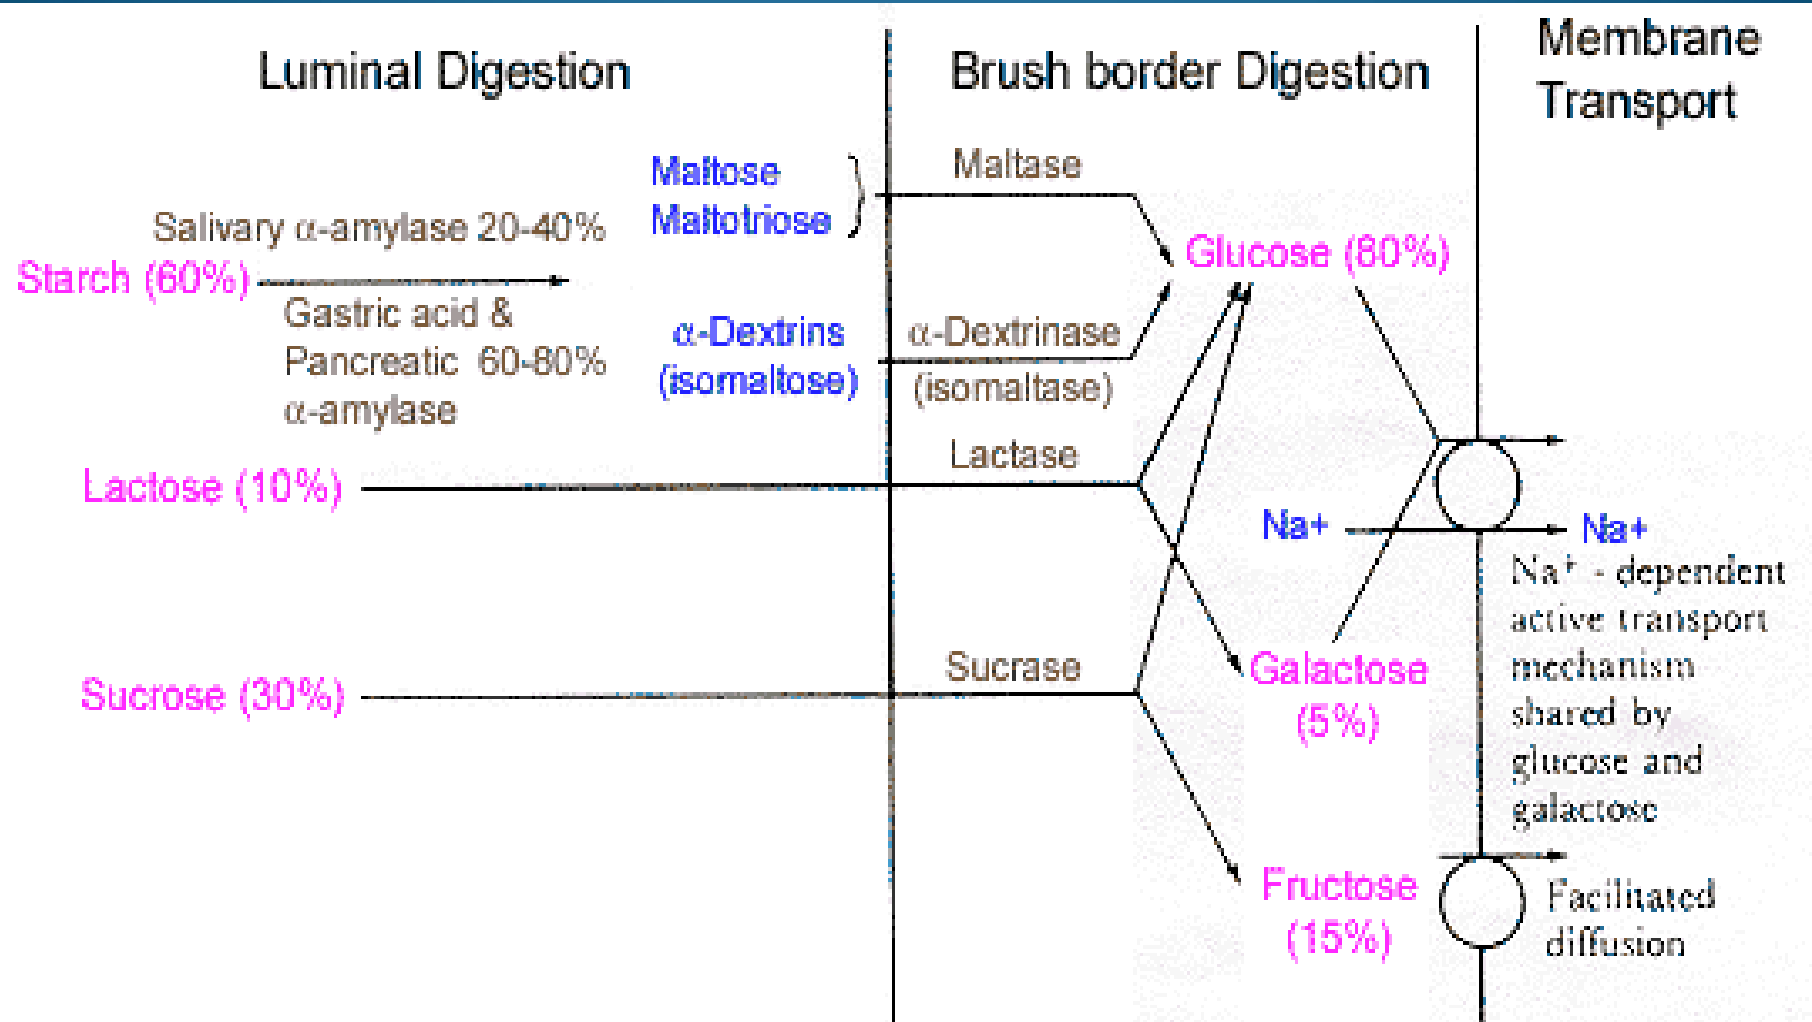 Luminal Digestion
Brush border Digestion
Membrane
Transport
Maltose
Maltotriose
Maltase
Salivary α-amylase 20-40%
Starch (60%)
Gastric acid &
Pancreatic 60-80%
α-amylase
α-Dextrins
(isomaltose)
α-Dextrinase
(isomaltase)
Glucose (80%)
Lactose (10%)
Lactase
Na+
Na+
Na+ - dependent
active transport
mechanism
shared by
glucose and
galactose
Sucrose (30%)
Sucrase
Galactose
(5%)
Fructose
(15%)
Facilitated
diffusion